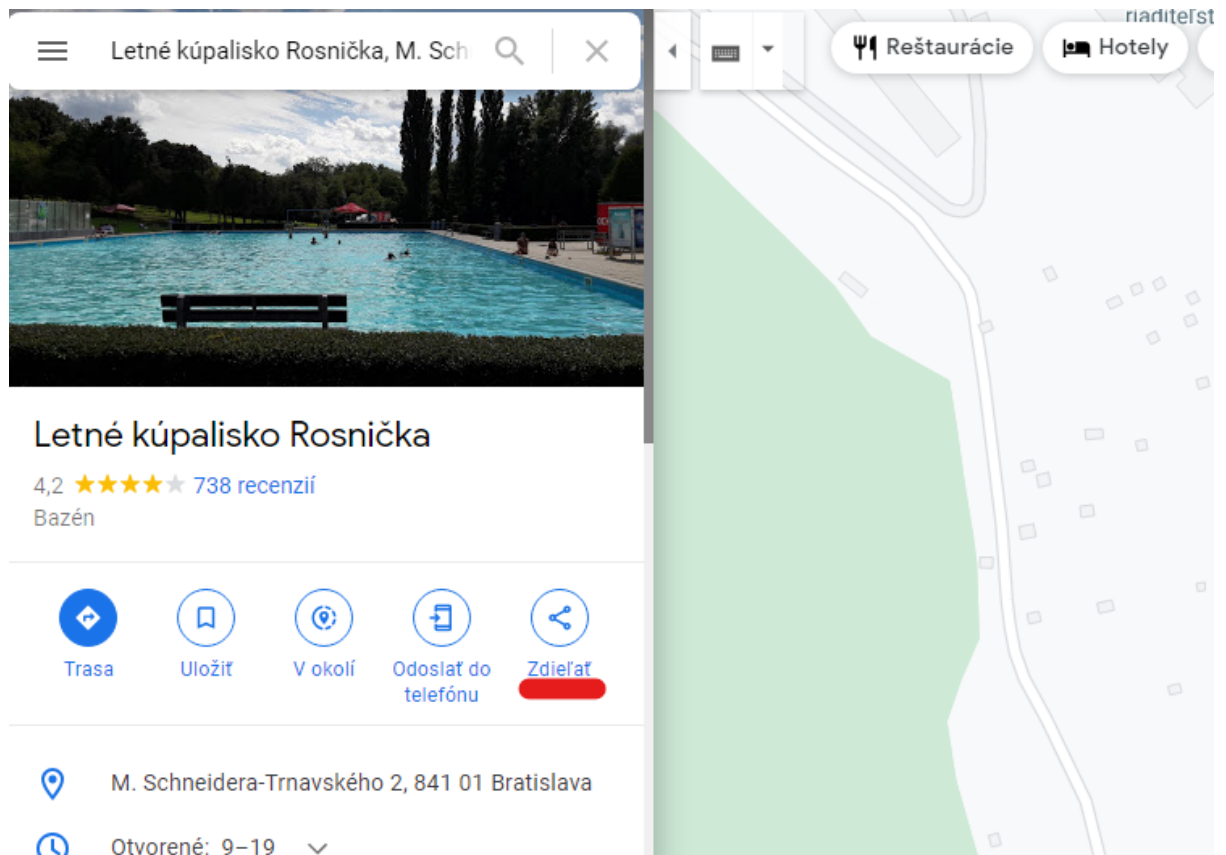 Letné kúpalisko Rosnička, M. Sch
Reštaurácie
Hotely
riaditeľst
Letné kúpalisko Rosnička
4,2 738 recenzií
Bazén
Trasa
Uložiť
V okolí
Odoslať do
telefónu
Zdieľať
M. Schneidera-Trnavského 2, 841 01 Bratislava
Otvorené: 9–19